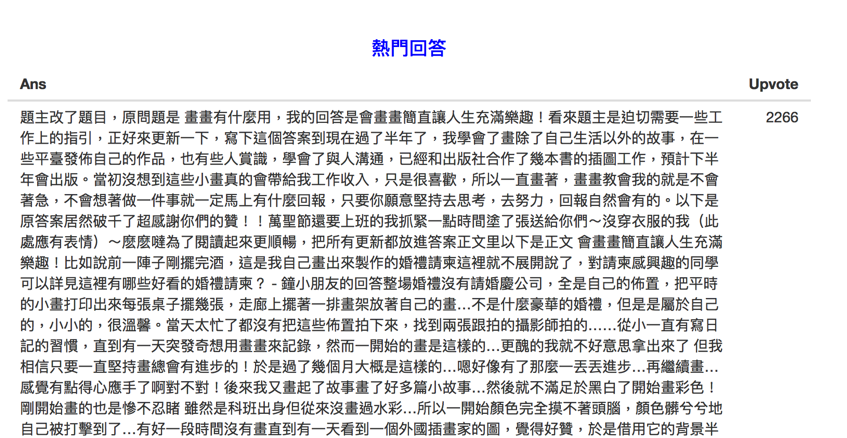 熱門回答
Ans Upvote
題主改了題目，原問題是 畫畫有什麼用，我的回答是會畫畫簡直讓人生充滿樂趣！看來題主是迫切需要一些工 2266
作上的指引，正好來更新一下，寫下這個答案到現在過了半年了，我學會了畫除了自己生活以外的故事，在一
些平臺發佈自己的作品，也有些人賞識，學會了與人溝通，已經和出版社合作了幾本書的插圖工作，預計下半
年會出版。當初沒想到這些小畫真的會帶給我工作收入，只是很喜歡，所以一直畫著，畫畫教會我的就是不會
著急，不會想著做一件事就一定馬上有什麼回報，只要你願意堅持去思考，去努力，回報自然會有的。以下是
原答案居然破千了超感謝你們的贊！！萬聖節還要上班的我抓緊一點時間塗了張送給你們～沒穿衣服的我（此
處應有表情）～麼麼噠為了閱讀起來更順暢，把所有更新都放進答案正文里以下是正文 會畫畫簡直讓人生充滿
樂趣！比如說前一陣子剛擺完酒，這是我自己畫出來製作的婚禮請柬這裡就不展開說了，對請柬感興趣的同學
可以詳見這裡有哪些好看的婚禮請柬？ - 鐘小朋友的回答整場婚禮沒有請婚慶公司，全是自己的佈置，把平時
的小畫打印出來每張桌子擺幾張，走廊上擺著一排畫架放著自己的畫…不是什麼豪華的婚禮，但是是屬於自己
的，小小的，很溫馨。當天太忙了都沒有把這些佈置拍下來，找到兩張跟拍的攝影師拍的……從小一直有寫日
記的習慣，直到有一天突發奇想用畫畫來記錄，然而一開始的畫是這樣的…更醜的我就不好意思拿出來了 但我
相信只要一直堅持畫總會有進步的！於是過了幾個月大概是這樣的…嗯好像有了那麼一丟丟進步…再繼續畫…
感覺有點得心應手了啊對不對！後來我又畫起了故事畫了好多篇小故事…然後就不滿足於黑白了開始畫彩色！
剛開始畫的也是慘不忍睹 雖然是科班出身但從來沒畫過水彩…所以一開始顏色完全摸不著頭腦，顏色髒兮兮地
自己被打擊到了…有好一段時間沒有畫直到有一天看到一個外國插畫家的圖，覺得好贊，於是借用它的背景半